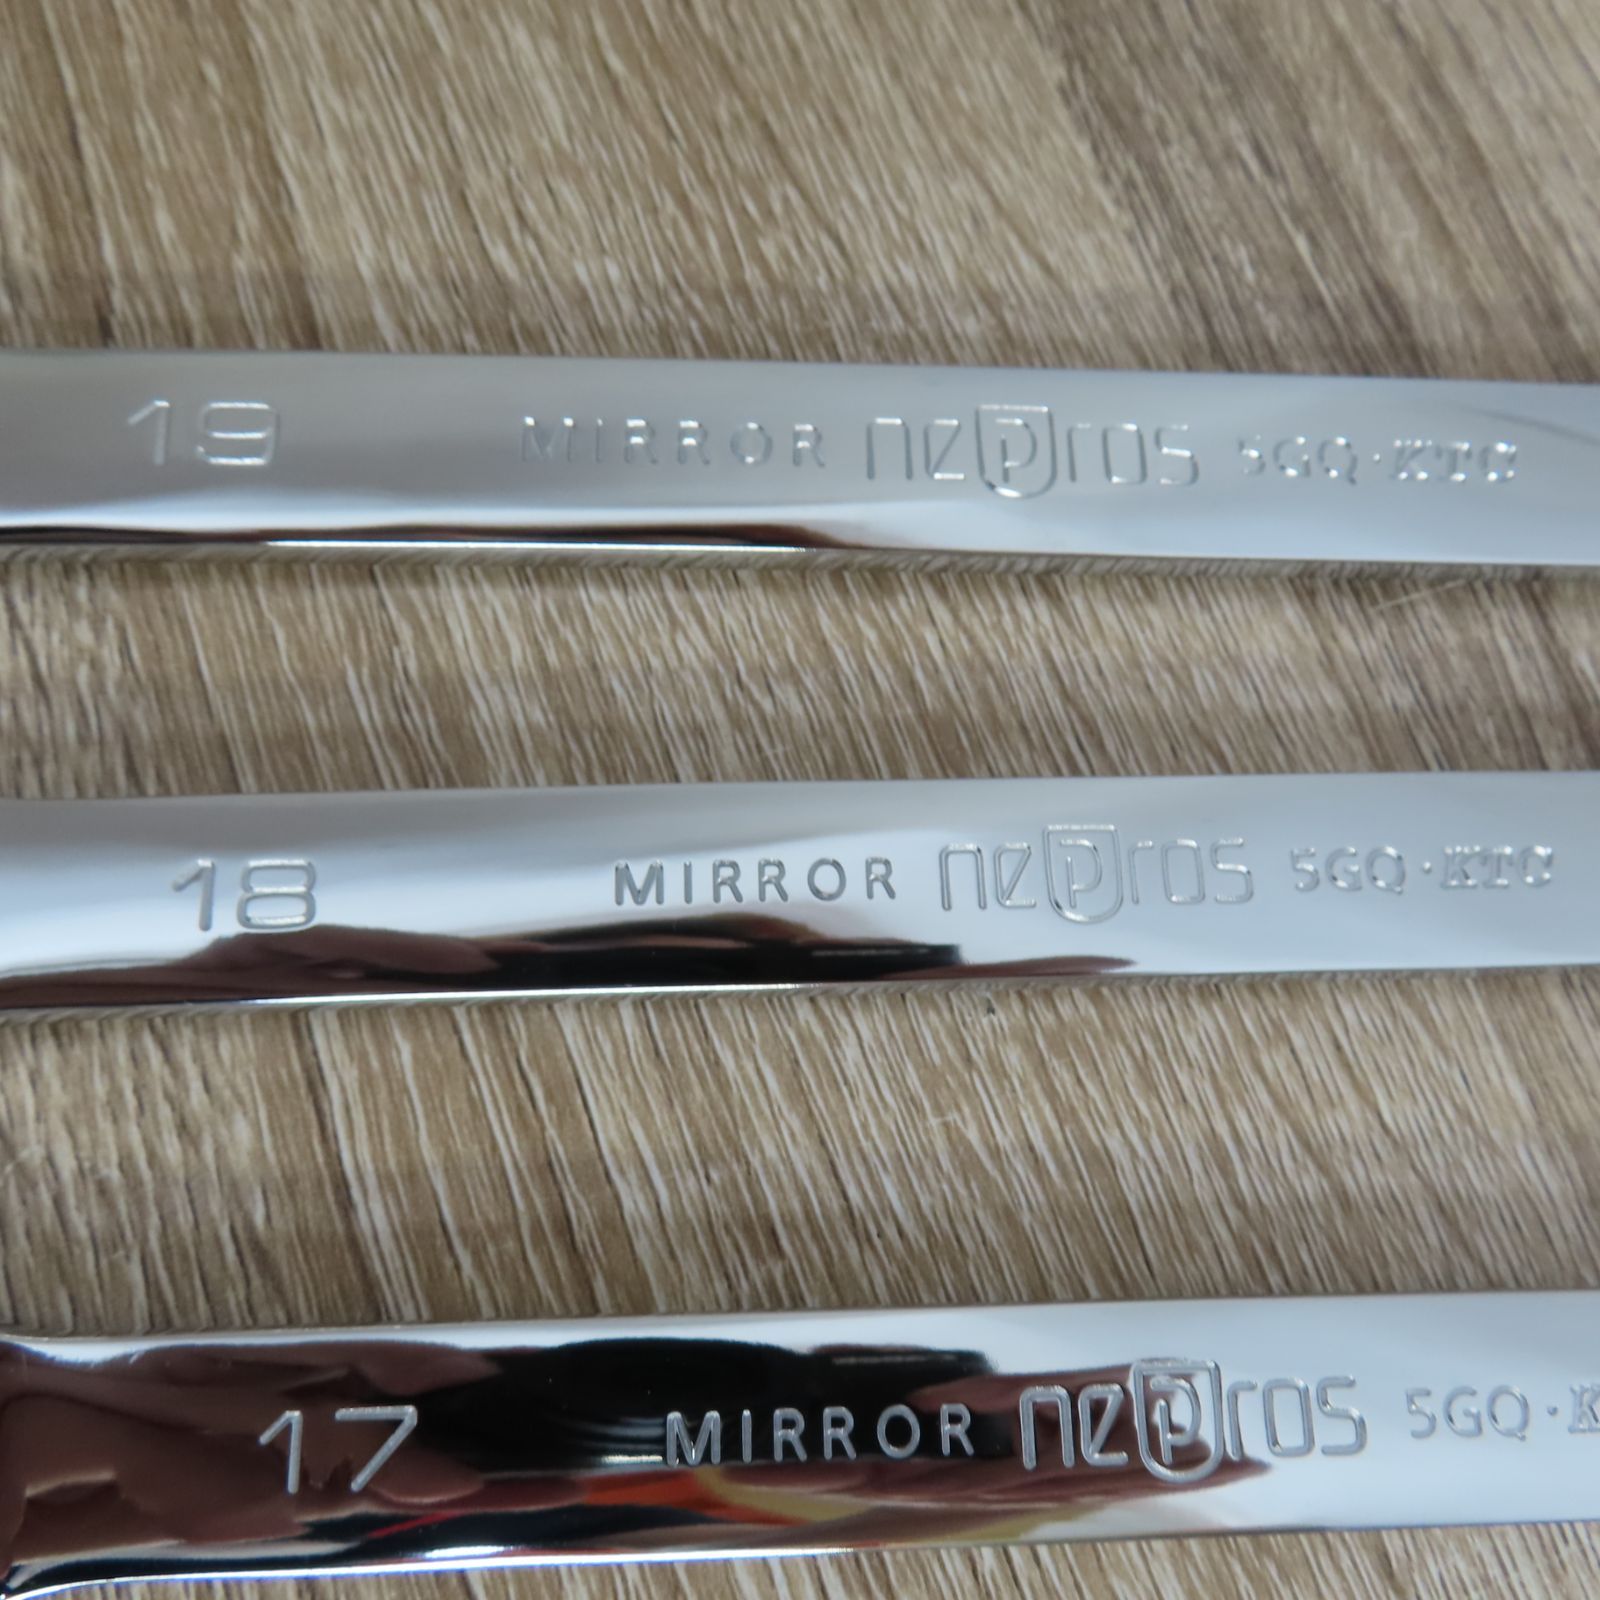 19 MIRROR nepros 5GQ·KTC
18 MIRROR nepros 5GQ·KTC
17 MIRROR nepros 5GQ·K